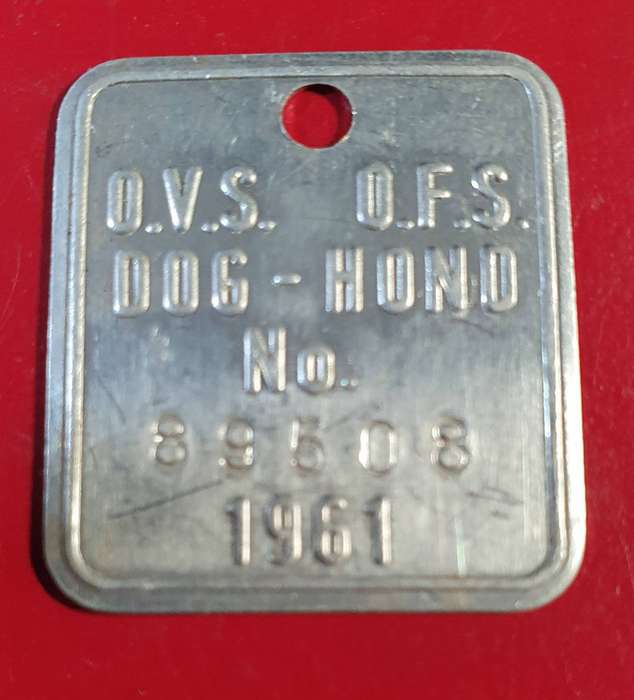 O.V.S. O.F.S.
DOG - HOND
No.
89508
1961